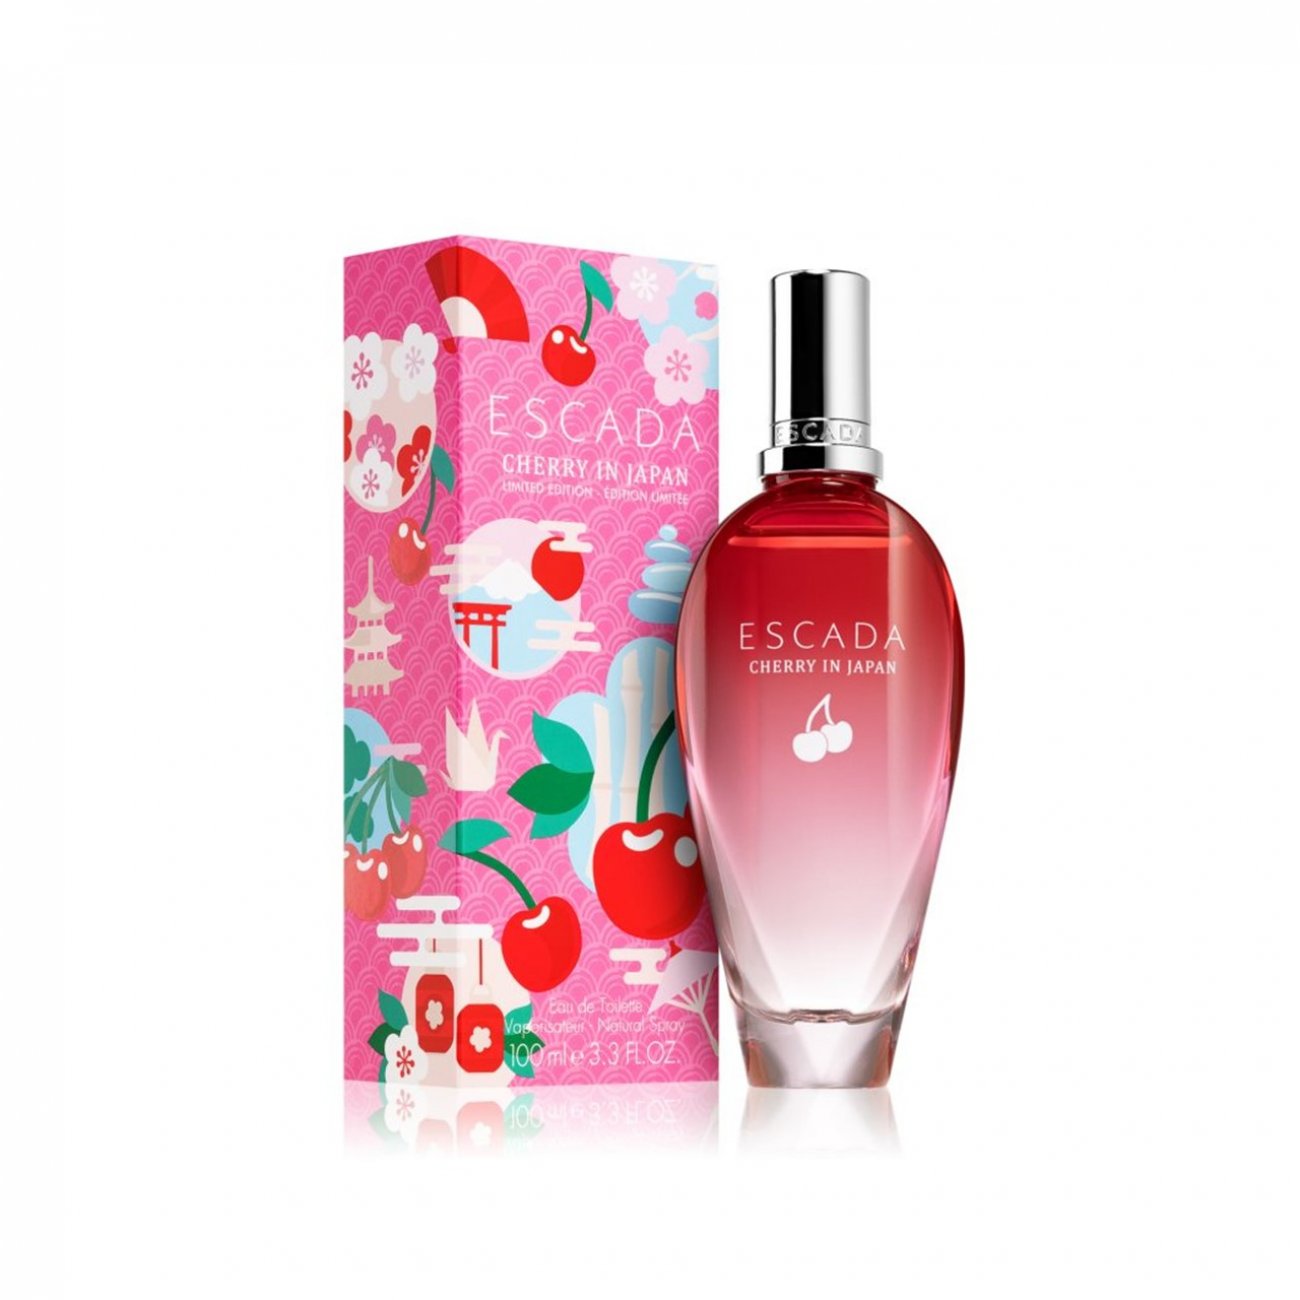 ESCADA
CHERRY IN JAPAN
LIMITED EDITION - ÉDITION LIMITÉE
Eau de Toilette
Vaporisateur - Natural Spray
100 ml e 3.3 FL.OZ.
ESCADA
ESCADA
CHERRY IN JAPAN